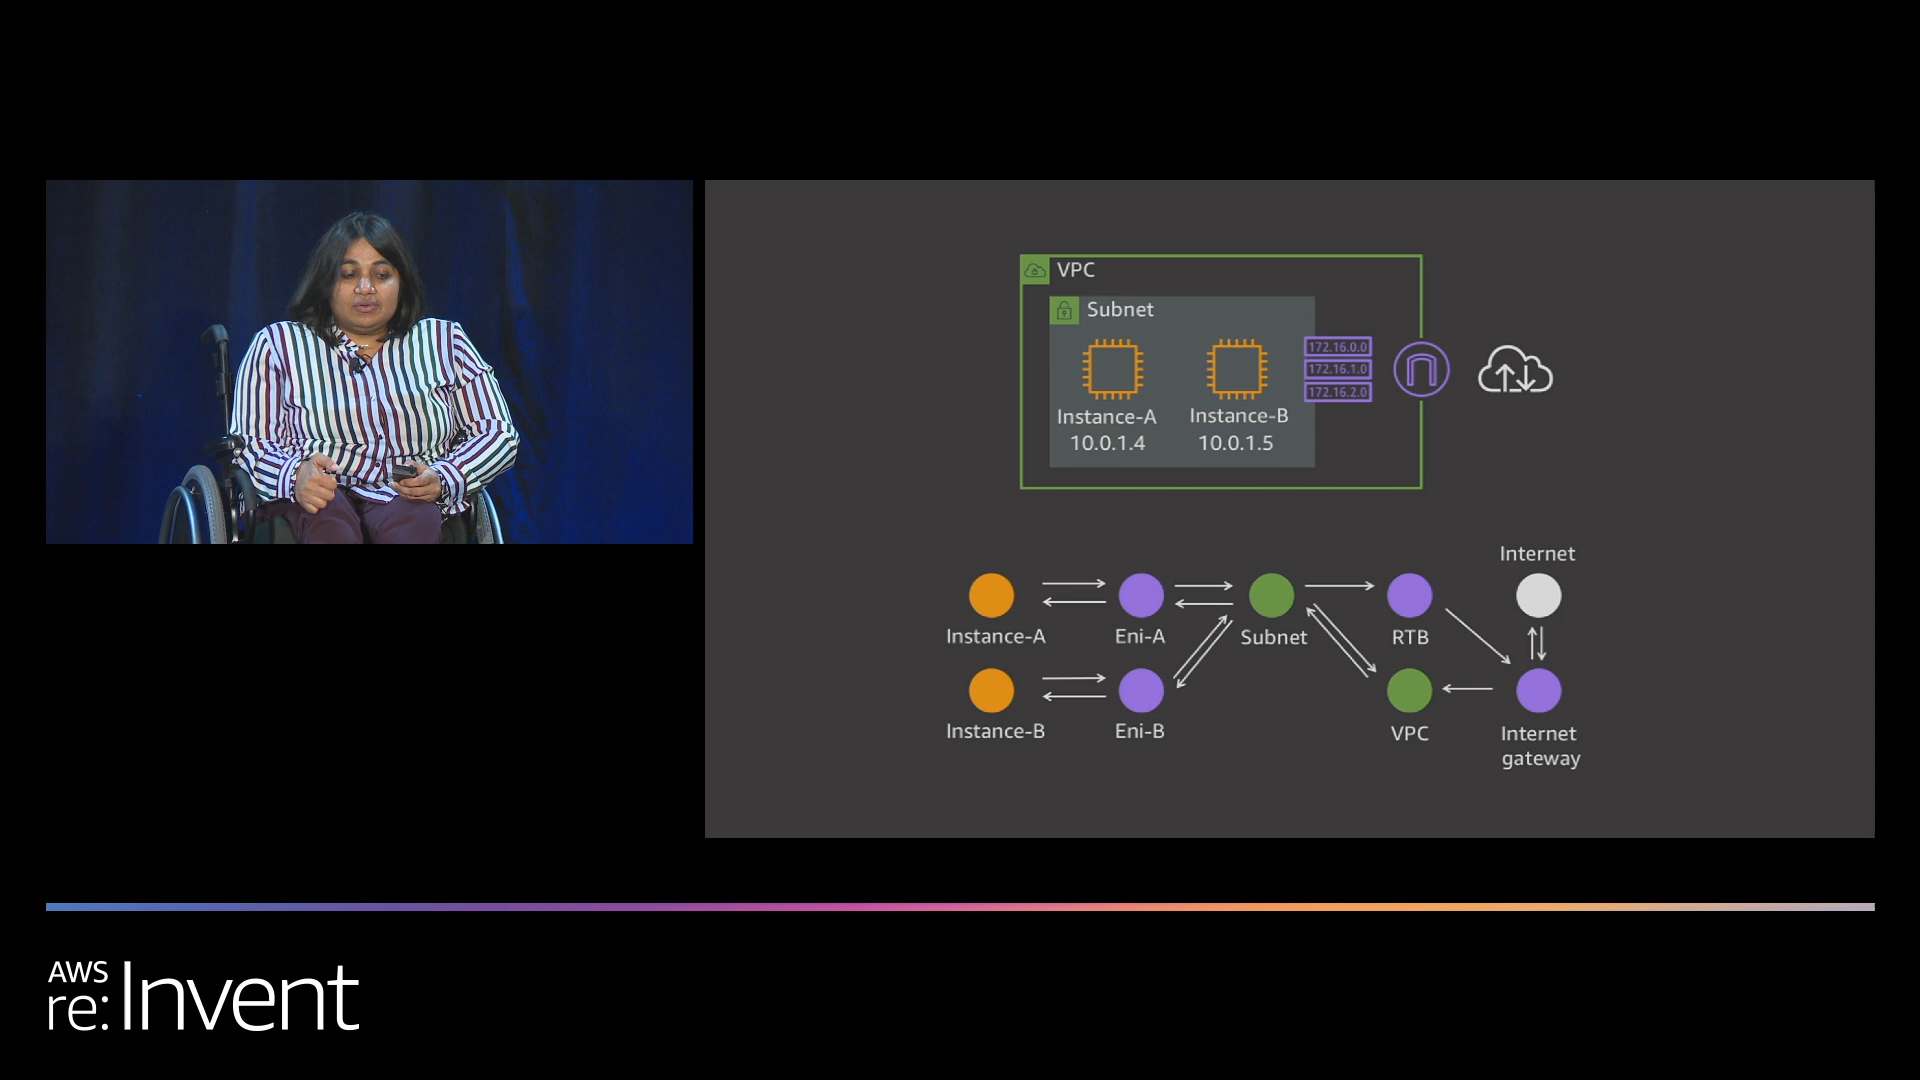 VPC
Subnet
172.16.0.0
172.16.1.0
172.16.2.0
Instance-A
Instance-B
10.0.1.4
10.0.1.5
Internet
Instance-A
Eni-A
Subnet
RTB
Instance-B
Eni-B
VPC
Internet
gateway
AWS
re:Invent